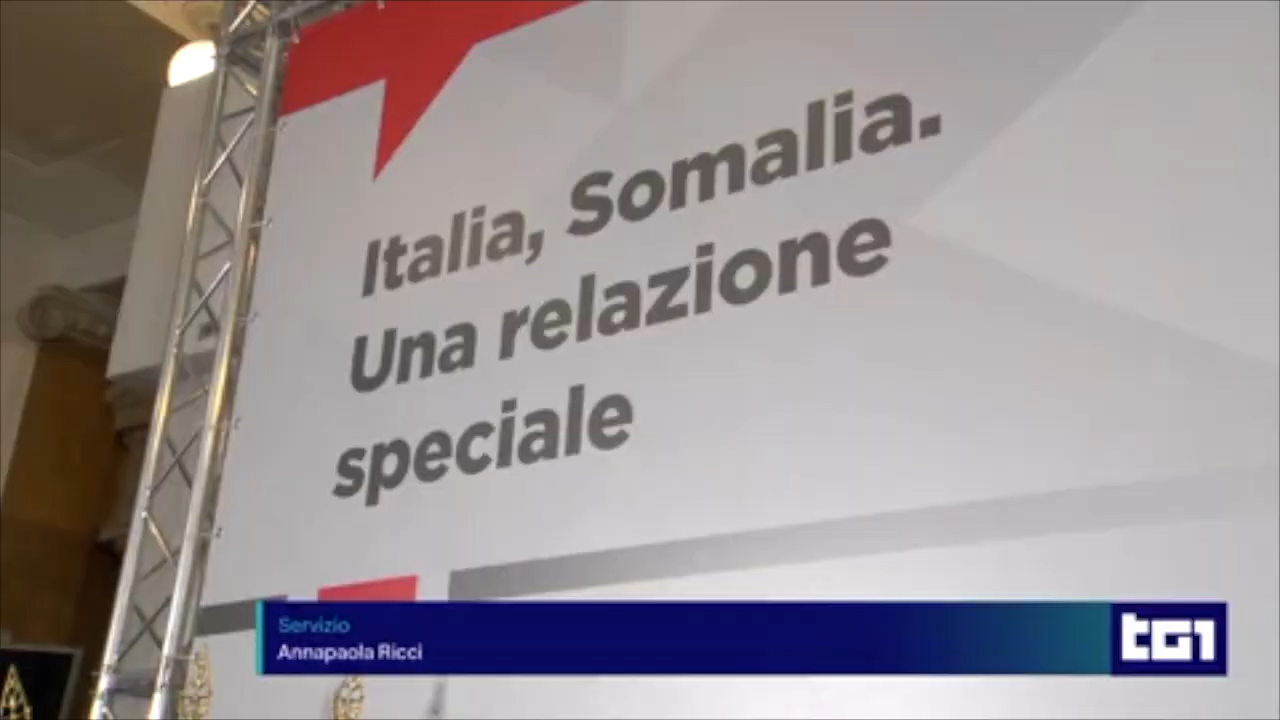 Italia, Somalia.
Una relazione
speciale
Servizio
Annapaola Ricci
tG1